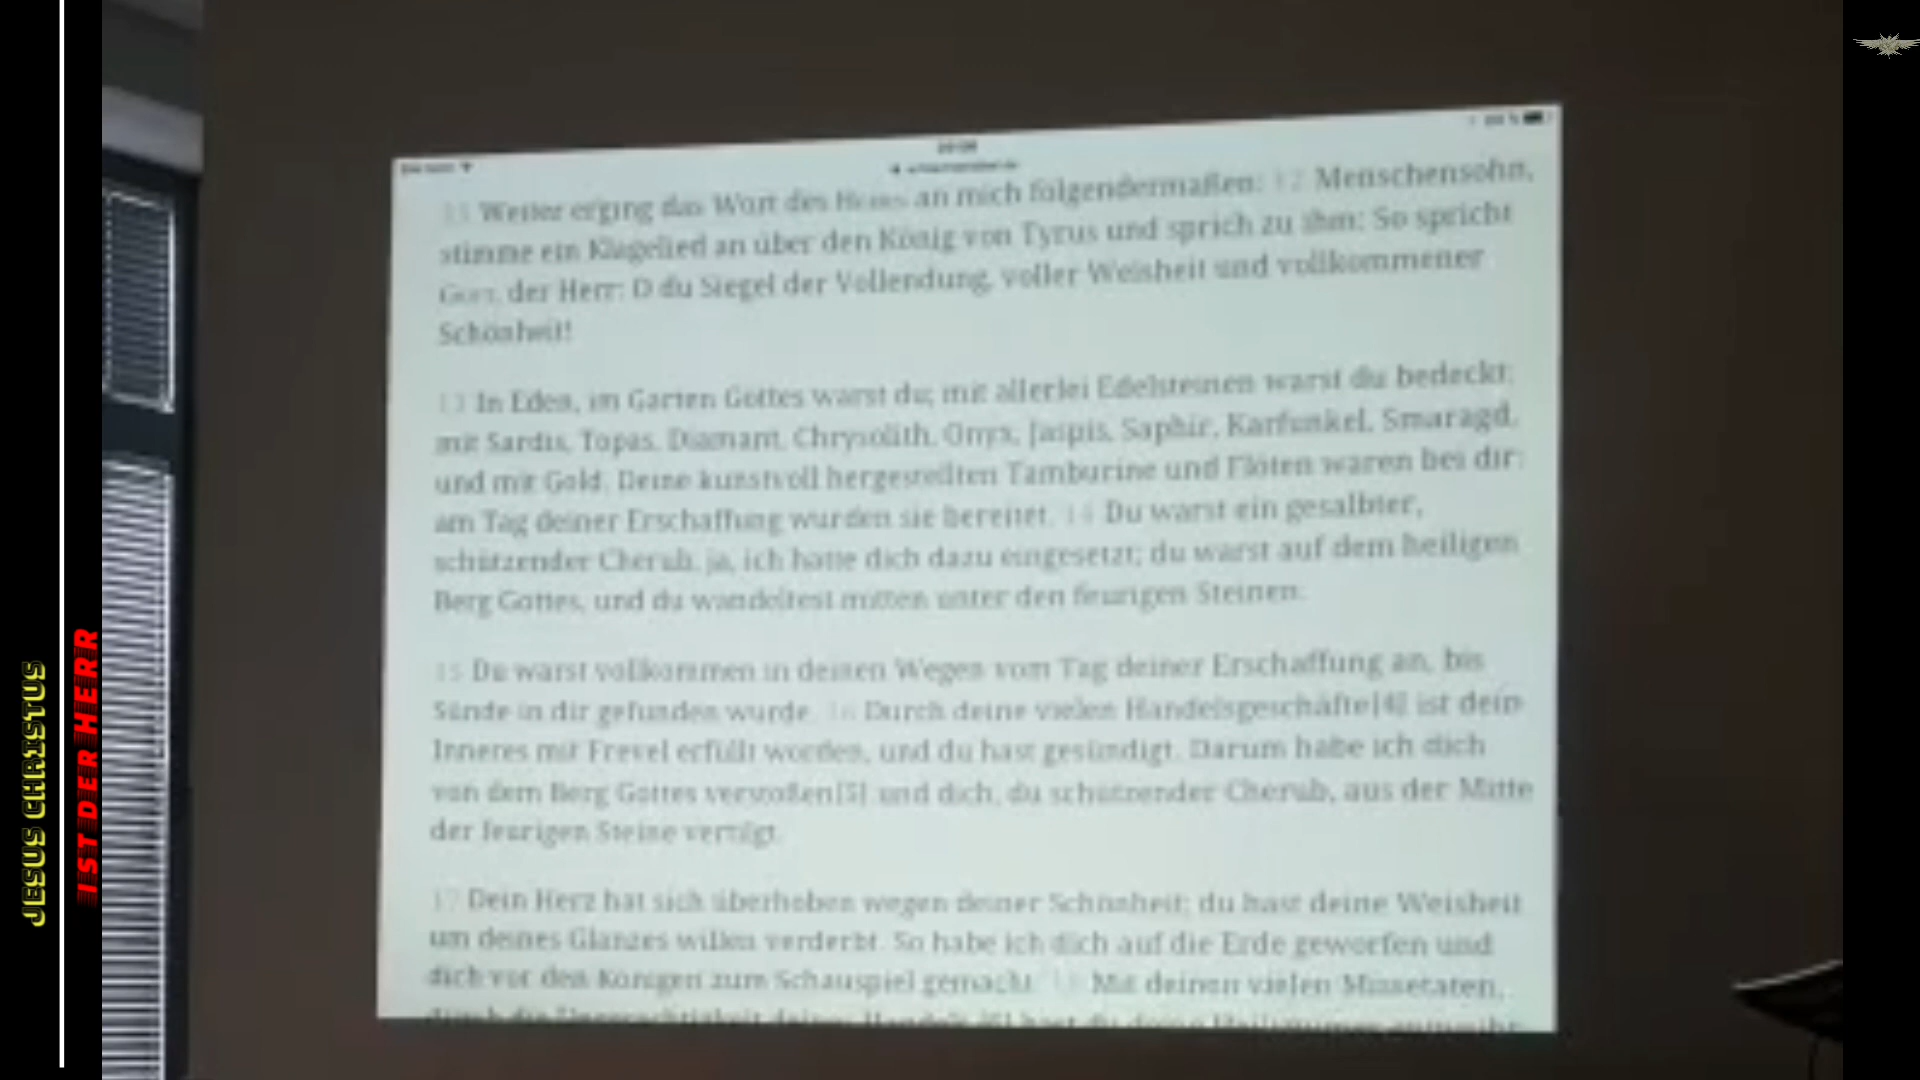 11 Weiter erging das Wort des Herrn an mich folgendermaßen: 12 Menschensohn,
stimme ein Klagelied an über den König von Tyrus und sprich zu ihm: So spricht
Gott, der Herr: O du Siegel der Vollendung, voller Weisheit und vollkommener
Schönheit!
13 In Eden, im Garten Gottes warst du; mit allerlei Edelsteinen warst du bedeckt:
mit Sardis, Topas, Diamant, Chrysolith, Onyx, Jaspis, Saphir, Karfunkel, Smaragd,
und mit Gold. Deine kunstvoll hergestellten Tamburine und Flöten waren bei dir;
am Tag deiner Erschaffung wurden sie bereitet. 14 Du warst ein gesalbter,
schützender Cherub, ja, ich hatte dich dazu eingesetzt; du warst auf dem heiligen
Berg Gottes, und du wandeltest mitten unter den feurigen Steinen.
15 Du warst vollkommen in deinen Wegen vom Tag deiner Erschaffung an, bis
Sünde in dir gefunden wurde. 16 Durch deine vielen Handelsgeschäfte[4] ist dein
Inneres mit Frevel erfüllt worden, und du hast gesündigt. Darum habe ich dich
von dem Berg Gottes verstoßen[5] und dich, du schützender Cherub, aus der Mitte
der feurigen Steine vertilgt.
17 Dein Herz hat sich überhoben wegen deiner Schönheit; du hast deine Weisheit
um deines Glanzes willen verderbt. So habe ich dich auf die Erde geworfen und
dich vor den Königen zum Schauspiel gemacht. 18 Mit deinen vielen Missetaten,
JESUS CHRISTUS
IST DER HERR